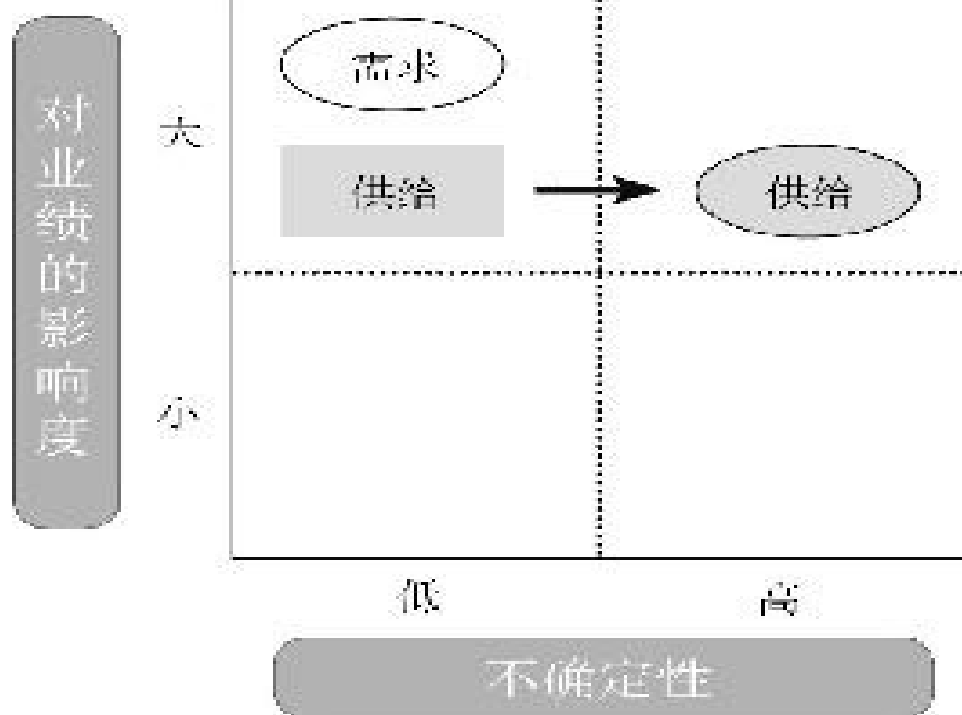 对业绩的影响度
大
需求
供给
供给
小
低
高
不确定性